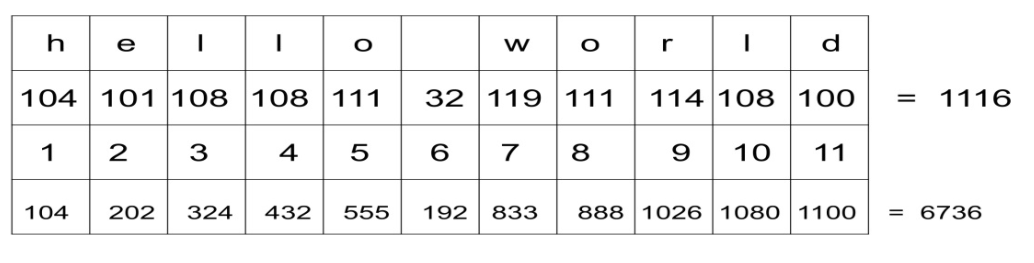 h e l l o w o r l d
104 101 108 108 111 32 119 111 114 108 100 = 1116
1 2 3 4 5 6 7 8 9 10 11
104 202 324 432 555 192 833 888 1026 1080 1100 = 6736